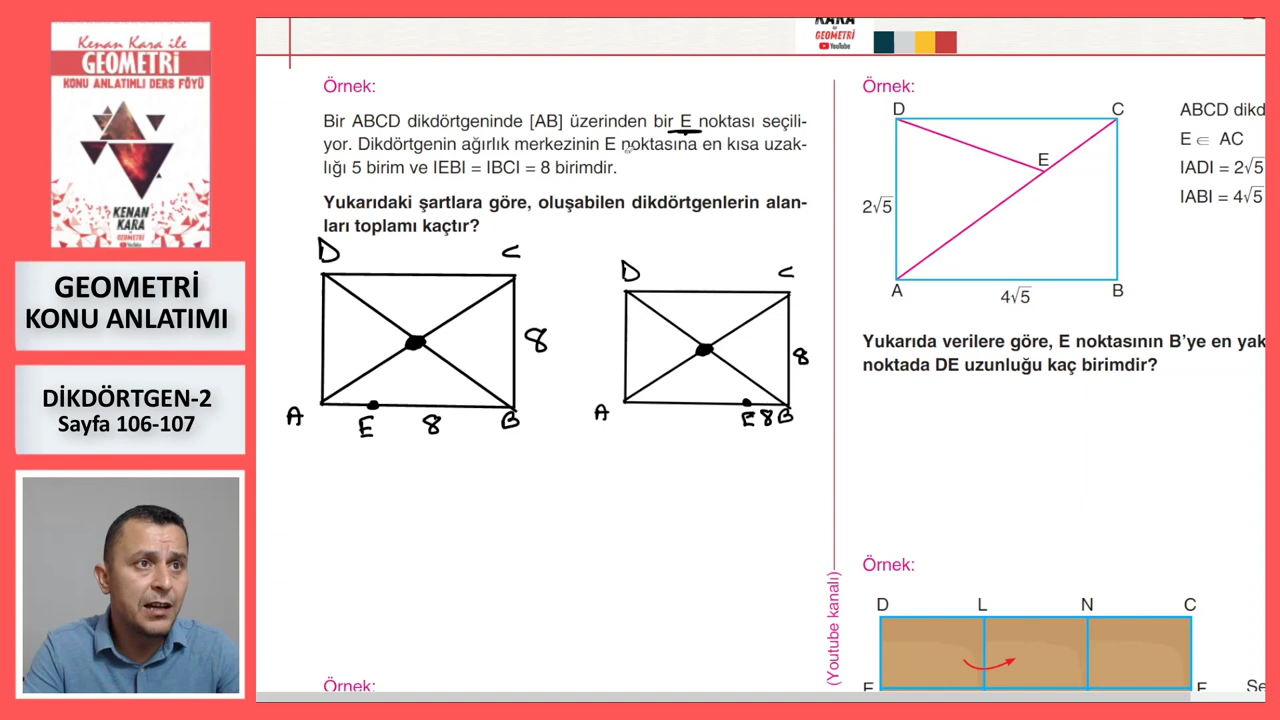 Kenan Kara ile
GEOMETRİ
KONU ANLATIMLI DERS FÖYÜ
KENAN
KARA
ile
GEOMETRİ
YouTube
GEOMETRİ
KONU ANLATIMI
DİKDÖRTGEN-2
Sayfa 106-107
KARA
GEOMETRİ
YouTube
Örnek:
Bir ABCD dikdörtgeninde [AB] üzerinden bir E noktası seçili-
yor. Dikdörtgenin ağırlık merkezinin E noktasına en kısa uzak-
lığı 5 birim ve IEBI = IBCI = 8 birimdir.
Yukarıdaki şartlara göre, oluşabilen dikdörtgenlerin alan-
ları toplamı kaçtır?
D C
8
A E 8 B
D C
8
A E 8 B
Örnek:
(Youtube kanalı)
Örnek:
D C
E
2√5
A B
4√5
ABCD dikd
E ∈ AC
IADI = 2√5
IABI = 4√5
Yukarıda verilere göre, E noktasının B'ye en yak
noktada DE uzunluğu kaç birimdir?
Örnek:
D L N C
Se